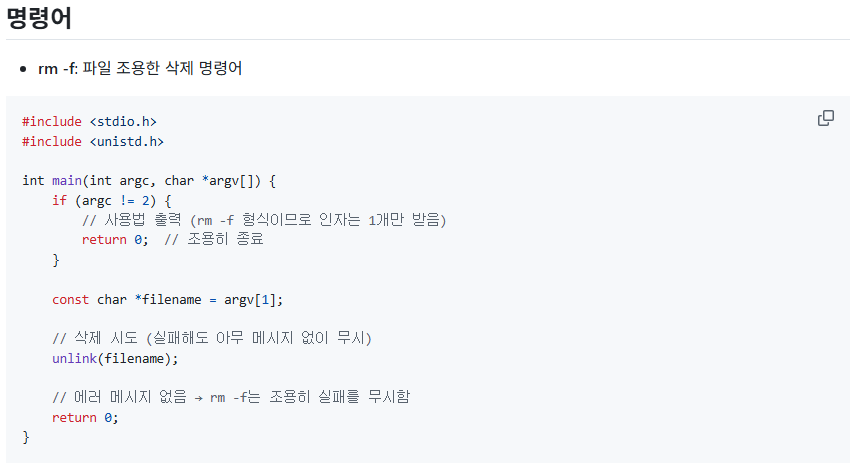 명령어
rm -f: 파일 조용한 삭제 명령어
#include <stdio.h>
#include <unistd.h>
int main(int argc, char *argv[]) {
    if (argc != 2) {
        // 사용법 출력 (rm -f 형식이므로 인자는 1개만 받음)
        return 0;  // 조용히 종료
    }
    const char *filename = argv[1];
    // 삭제 시도 (실패해도 아무 메시지 없이 무시)
    unlink(filename);
    // 에러 메시지 없음 → rm -f는 조용히 실패를 무시함
    return 0;
}